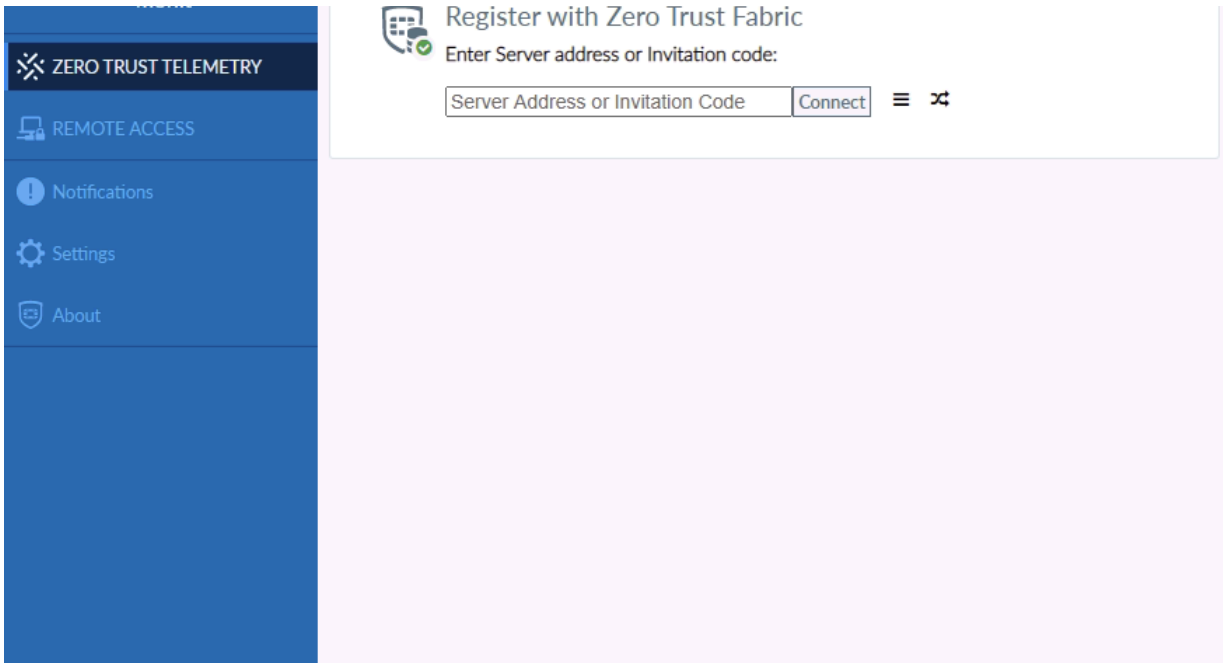 ZERO TRUST TELEMETRY
REMOTE ACCESS
Notifications
Settings
About
Register with Zero Trust Fabric
Enter Server address or Invitation code:
Server Address or Invitation Code
Connect